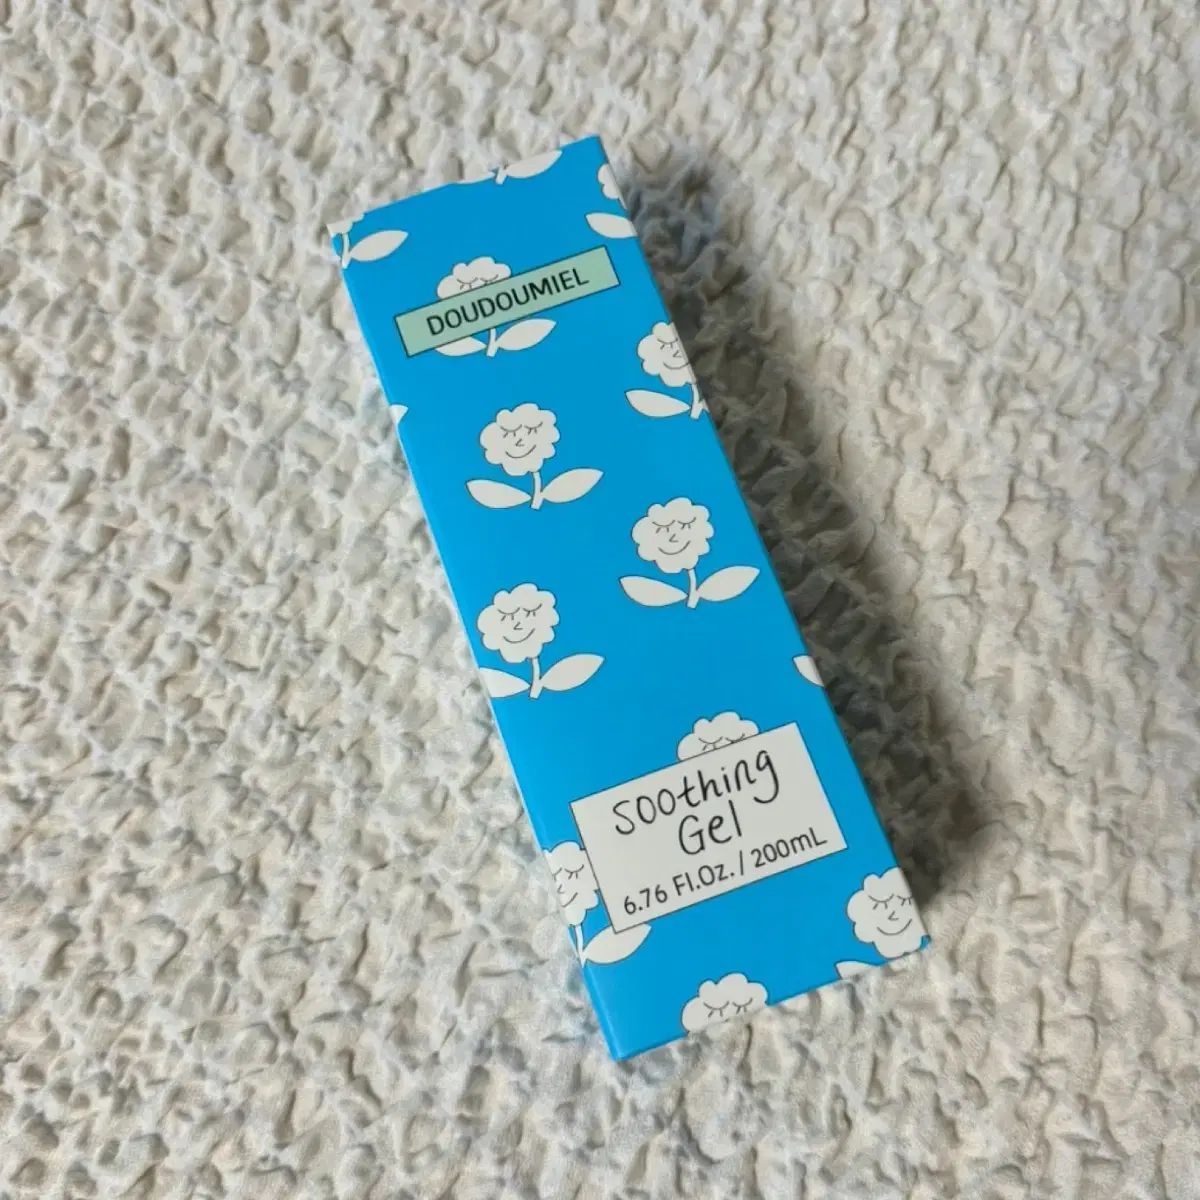 DOUDOUMIEL
soothing
Gel
6.76 Fl.Oz. / 200mL